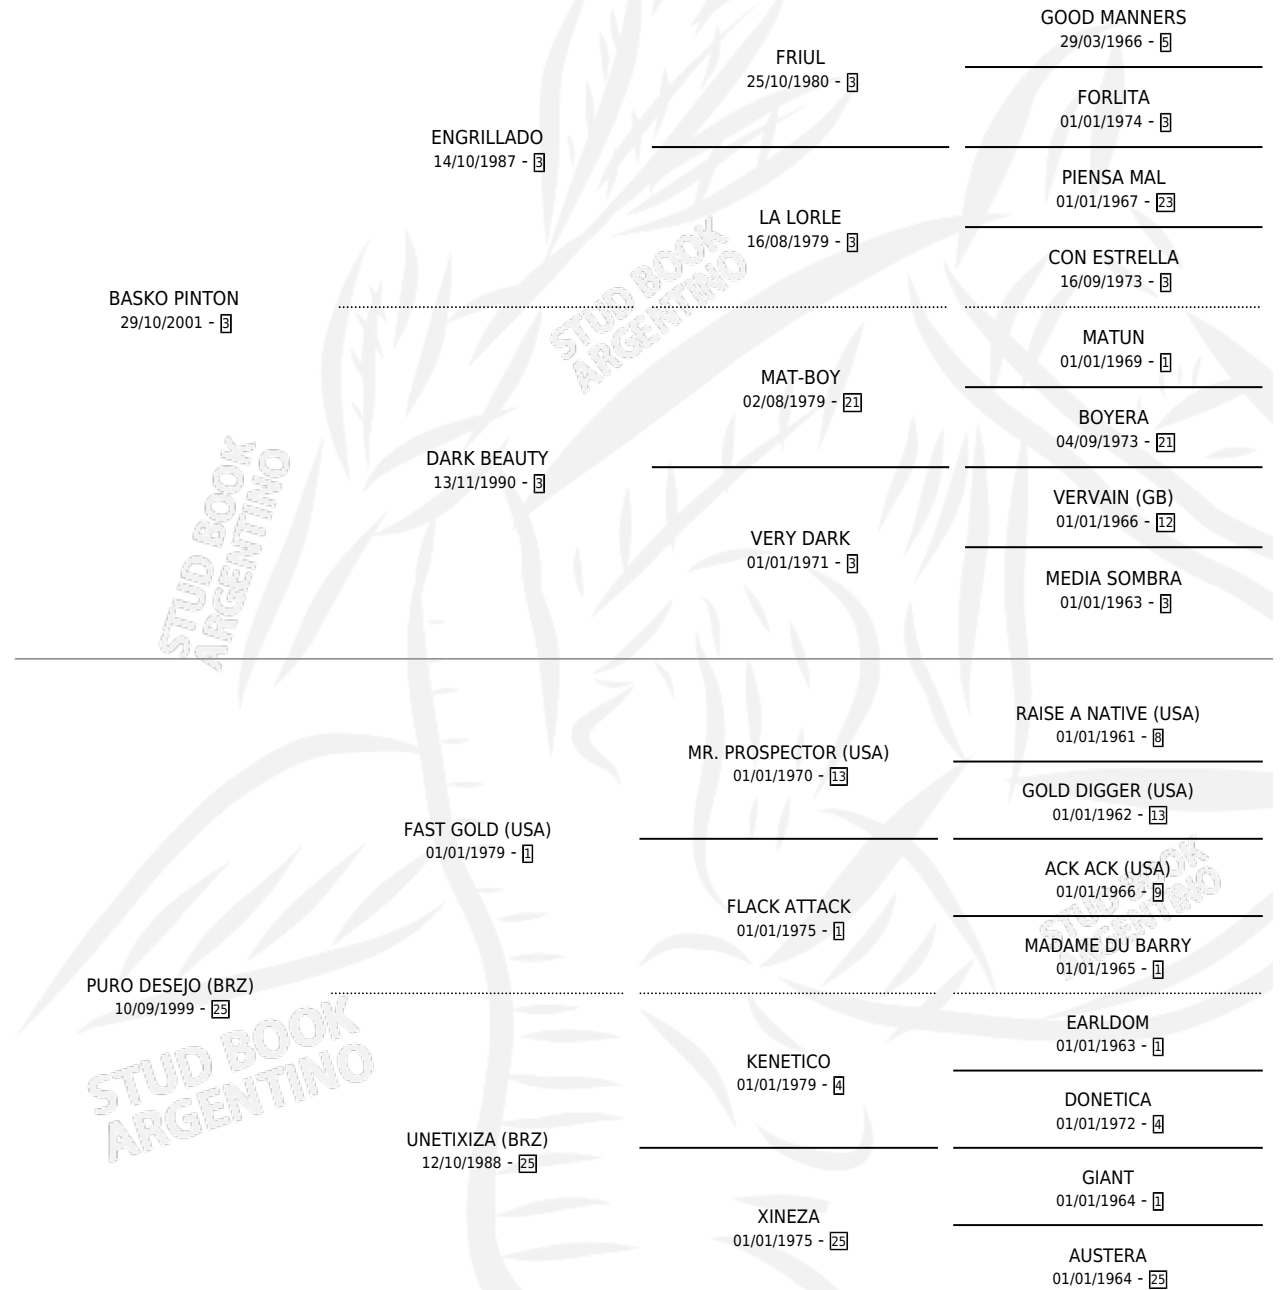 GOOD MANNERS
29/03/1966 - 5
FRIUL
25/10/1980 - 3
FORLITA
01/01/1974 - 3
ENGRILLADO
14/10/1987 - 3
PIENSA MAL
01/01/1967 - 23
LA LORLE
16/08/1979 - 3
CON ESTRELLA
16/09/1973 - 3
BASKO PINTON
29/10/2001 - 3
STUD BOOK
ARGENTINO
MATUN
01/01/1969 - 1
MAT-BOY
02/08/1979 - 21
BOYERA
04/09/1973 - 21
DARK BEAUTY
13/11/1990 - 3
VERVAIN (GB)
01/01/1966 - 12
VERY DARK
01/01/1971 - 3
MEDIA SOMBRA
01/01/1963 - 3
STUD BOOK
ARGENTINO
RAISE A NATIVE (USA)
01/01/1961 - 8
MR. PROSPECTOR (USA)
01/01/1970 - 13
GOLD DIGGER (USA)
01/01/1962 - 13
FAST GOLD (USA)
01/01/1979 - 1
ACK ACK (USA)
01/01/1966 - 9
FLACK ATTACK
01/01/1975 - 1
MADAME DU BARRY
01/01/1965 - 1
STUD BOOK
ARGENTINO
PURO DESEJO (BRZ)
10/09/1999 - 25
EARLDOM
01/01/1963 - 1
KENETICO
01/01/1979 - 4
DONETICA
01/01/1972 - 4
STUD BOOK
ARGENTINO
UNETIXIZA (BRZ)
12/10/1988 - 25
GIANT
01/01/1964 - 1
XINEZA
01/01/1975 - 25
AUSTERA
01/01/1964 - 25